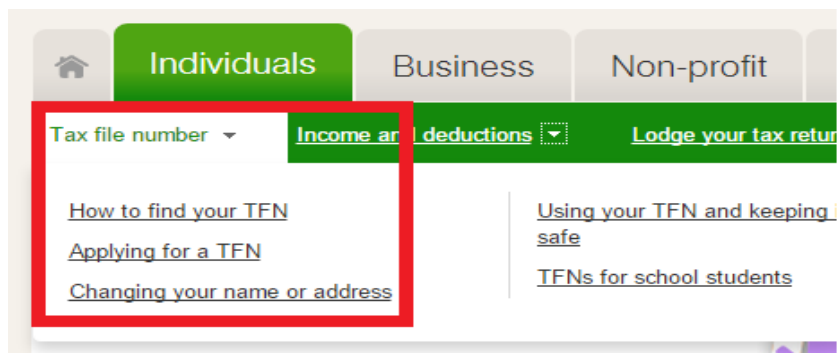 Individuals Business Non-profit
Tax file number Income and deductions Lodge your tax retur
How to find your TFN
Applying for a TFN
Changing your name or address
Using your TFN and keeping
safe
TFNs for school students